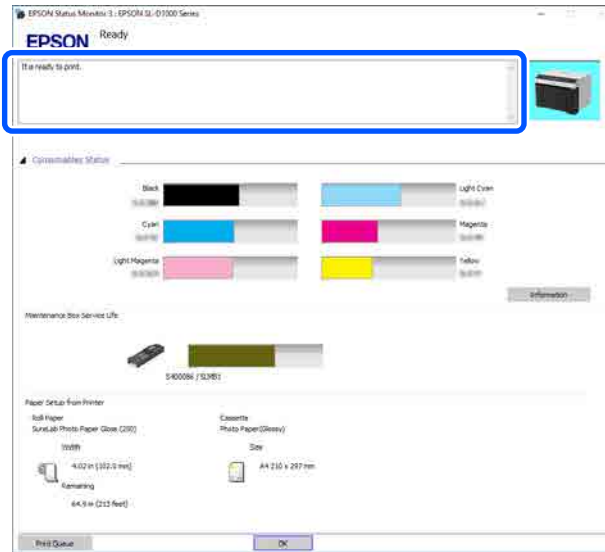 EPSON Status Monitor 3 : EPSON SL-D1000 Series
EPSON
Ready
It is ready to print.
Consumables Status
Black
Light Cyan
Cyan
Magenta
Light Magenta
Yellow
Information
Maintenance Box Service Life
S400086 / SLMB1
Paper Setup from Printer
Roll Paper
Cassette
SureLab Photo Paper Gloss (250)
Photo Paper(Glossy)
Width
Size
4.02 in (102.0 mm)
A4 210 x 297 mm
Remaining
64.9 m (213 feet)
Print Queue
OK